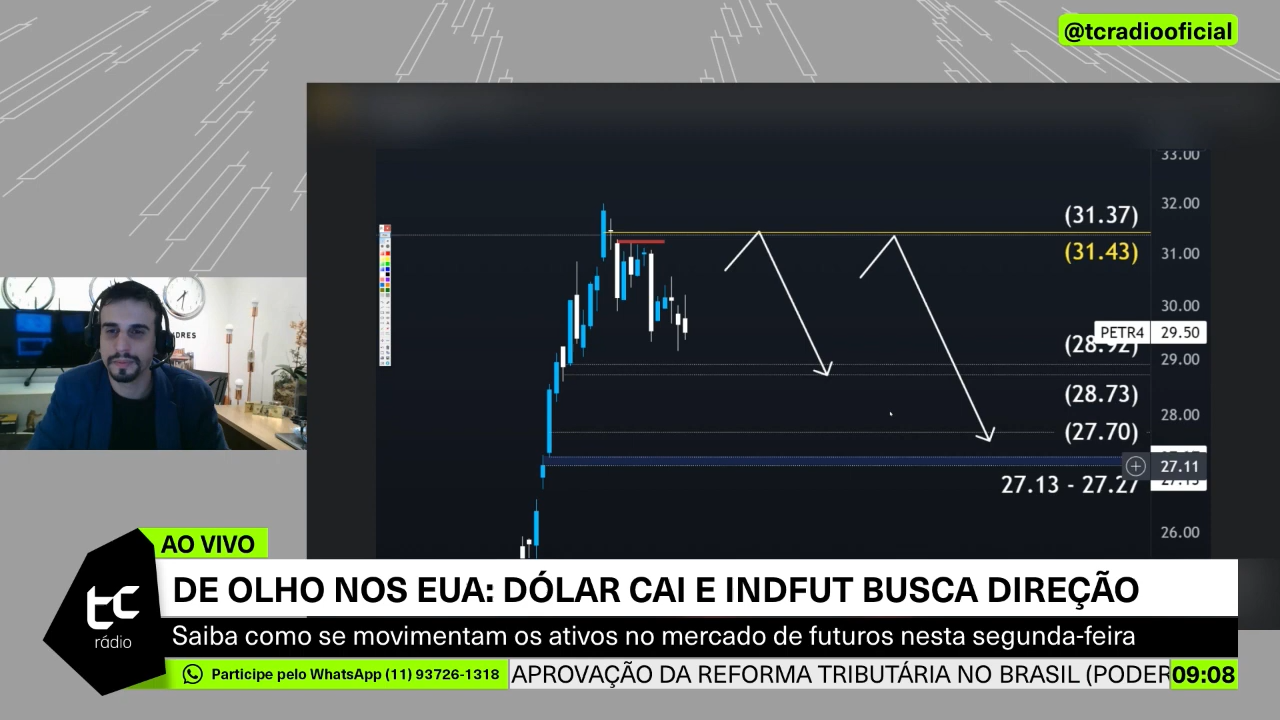 @tcradiooficial
33.00
32.00
(31.37)
31.00
(31.43)
30.00
PETR4 29.50
(28.92)
29.00
(28.73)
28.00
(27.70)
27.11
27.13 - 27.27
26.00
AO VIVO
DE OLHO NOS EUA: DÓLAR CAI E INDFUT BUSCA DIREÇÃO
tc
rádio
Saiba como se movimentam os ativos no mercado de futuros nesta segunda-feira
Participe pelo WhatsApp (11) 93726-1318
APROVAÇÃO DA REFORMA TRIBUTÁRIA NO BRASIL (PODER
09:08